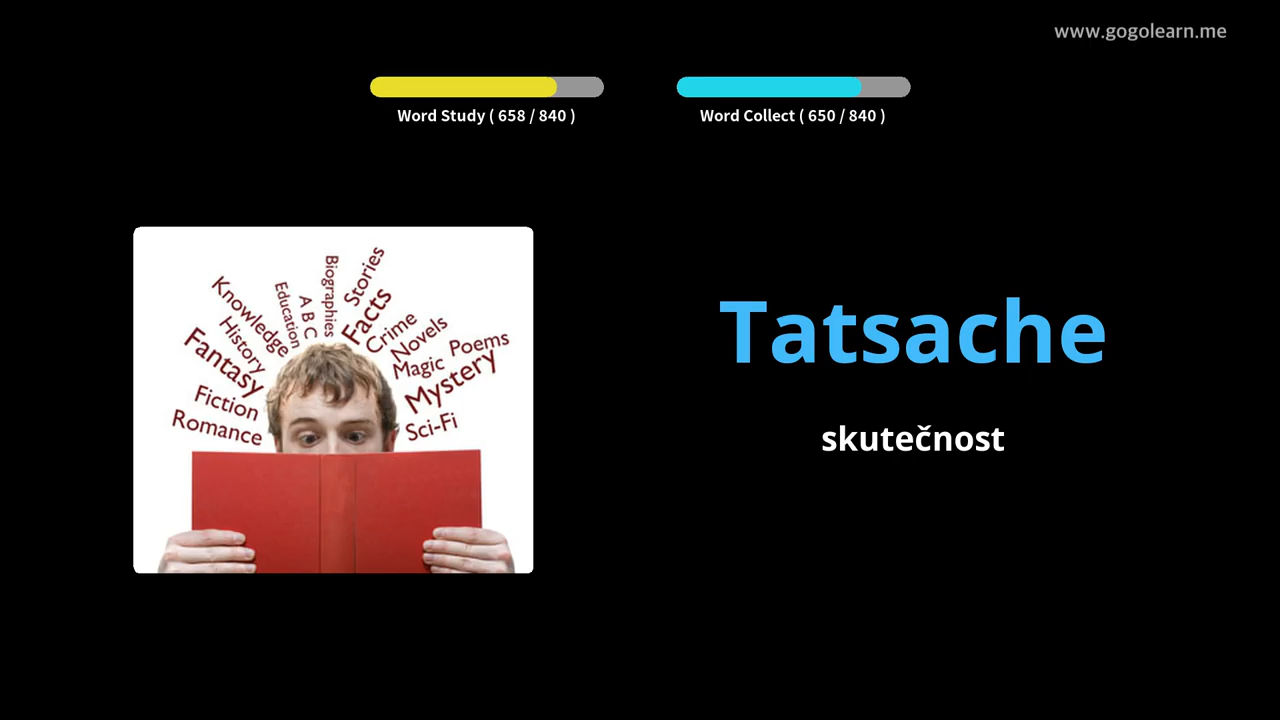 www.gogolearn.me
Word Study ( 658 / 840 )
Word Collect ( 650 / 840 )
Biographies
Stories
Education
A B C
Facts
Knowledge
Crime
History
Novels
Fantasy
Magic
Poems
Fiction
Mystery
Romance
Sci-Fi
Tatsache
skutečnost